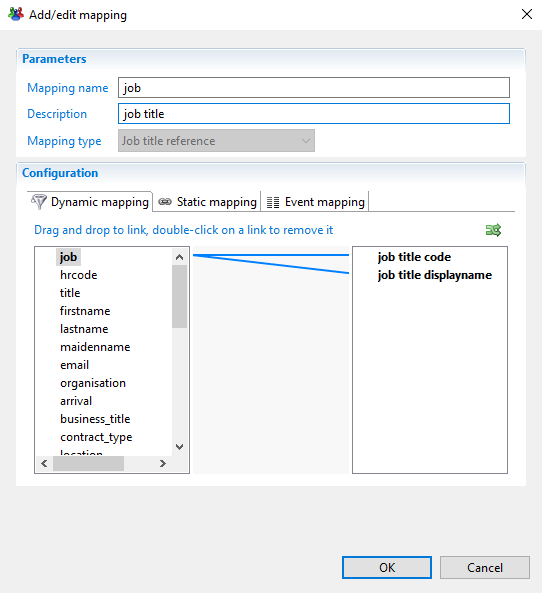 Add/edit mapping
Parameters
Mapping name
job
Description
job title
Mapping type
Job title reference
Configuration
Dynamic mapping
Static mapping
Event mapping
Drag and drop to link, double-click on a link to remove it
job
hrcode
title
firstname
lastname
maidenname
email
organisation
arrival
business_title
contract_type
location
job title code
job title displayname
OK
Cancel